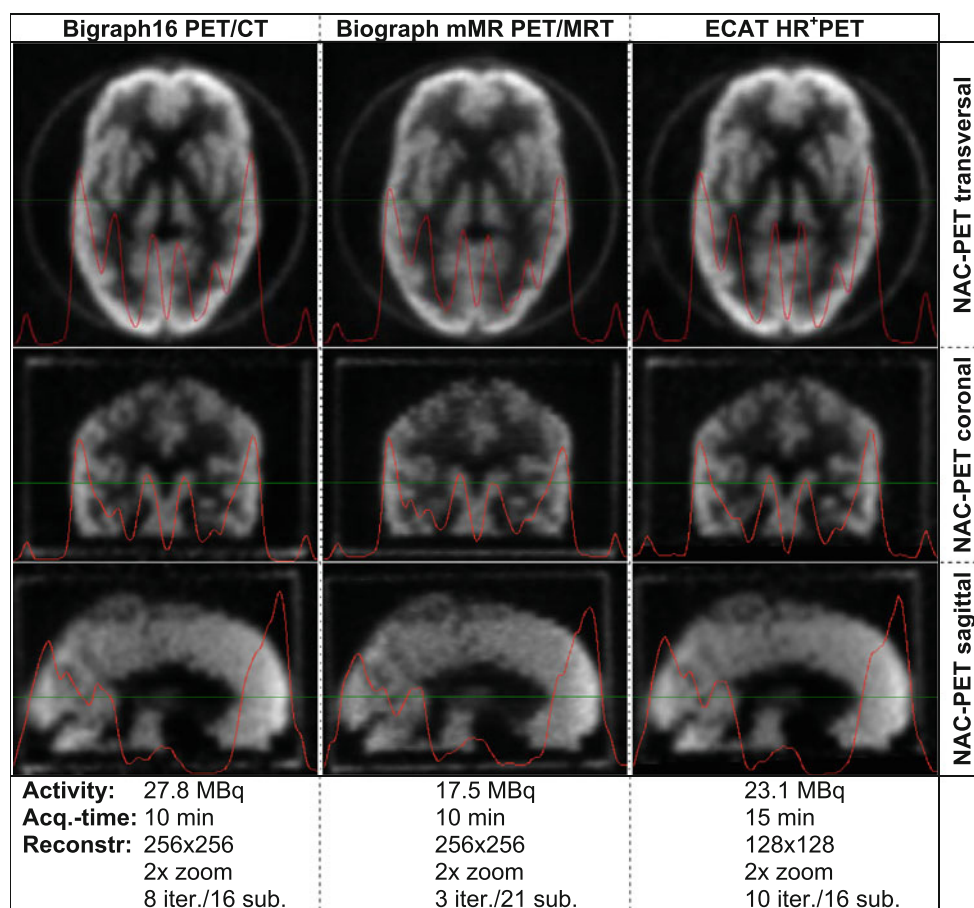 Bigraph16 PET/CT
Biograph mMR PET/MRT
ECAT HR⁺PET
NAC-PET transversal
NAC-PET coronal
NAC-PET sagittal
Activity: 27.8 MBq 17.5 MBq 23.1 MBq
Acq.-time: 10 min 10 min 15 min
Reconstr: 256x256 256x256 128x128
2x zoom 2x zoom 2x zoom
8 iter./16 sub. 3 iter./21 sub. 10 iter./16 sub.